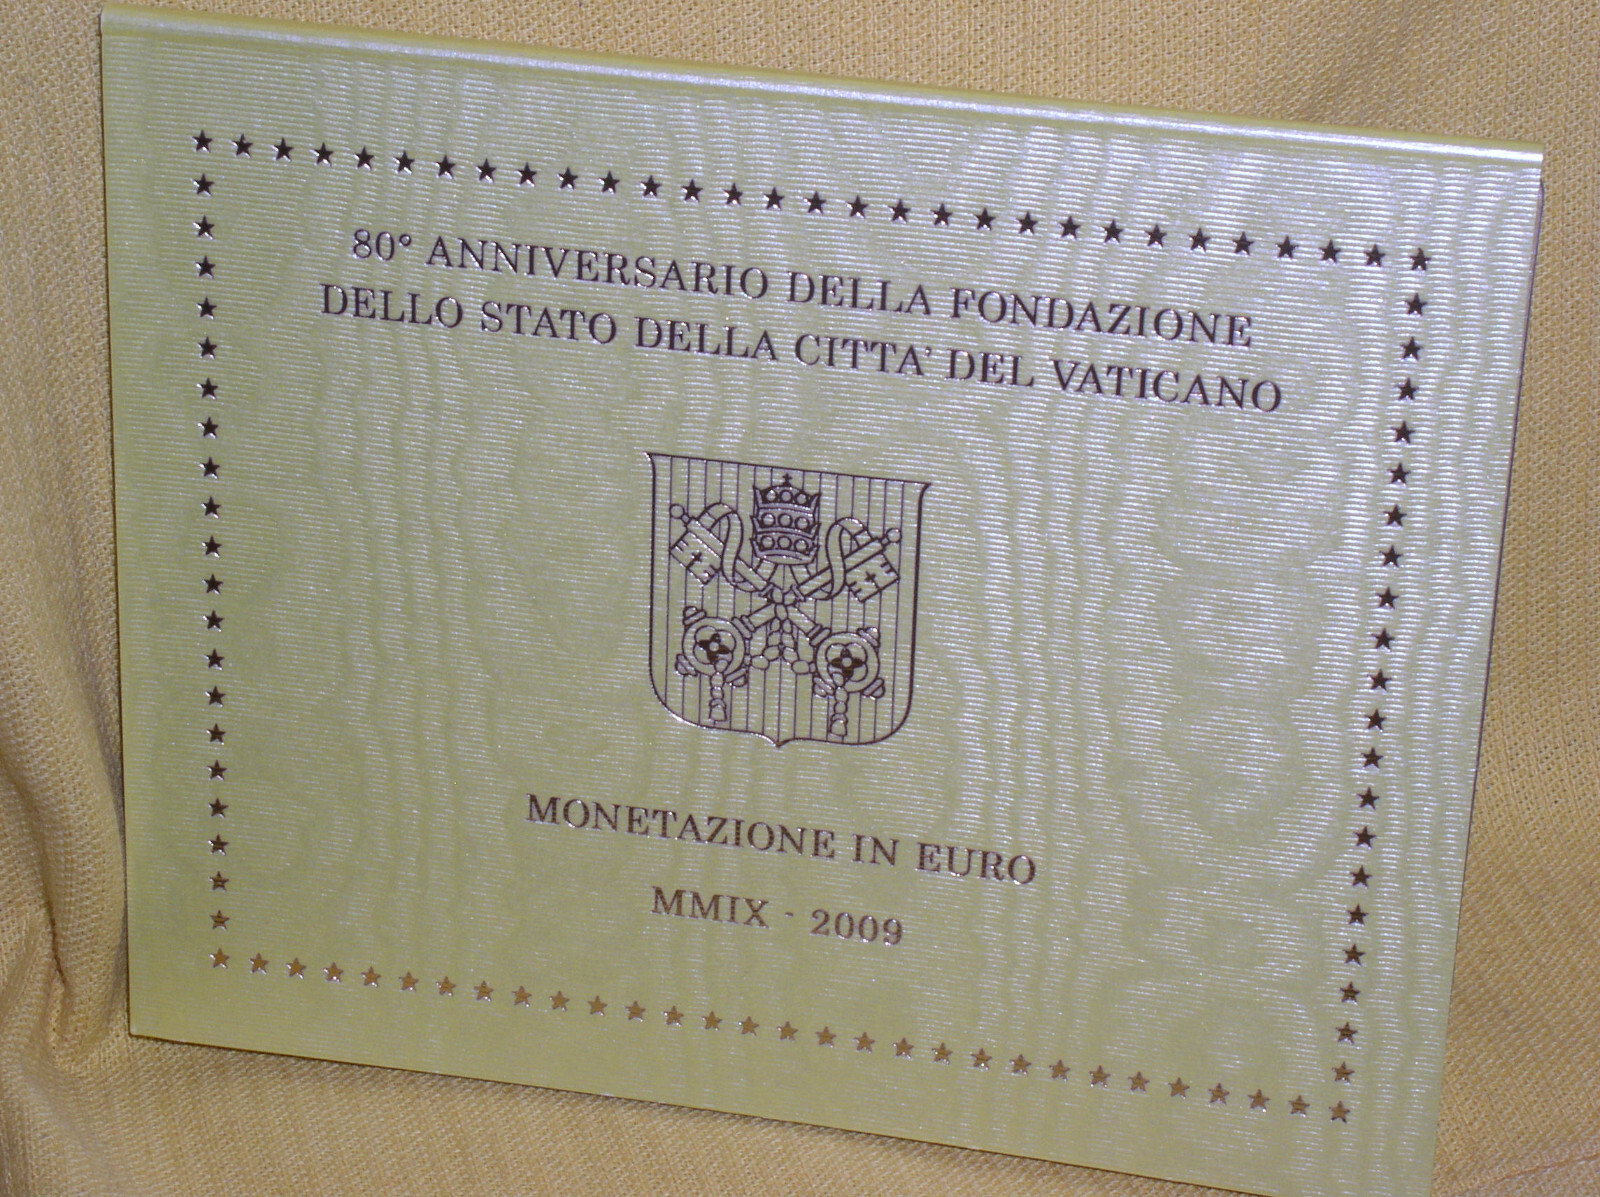 80° ANNIVERSARIO DELLA FONDAZIONE
DELLO STATO DELLA CITTA' DEL VATICANO
MONETAZIONE IN EURO
MMIX - 2009